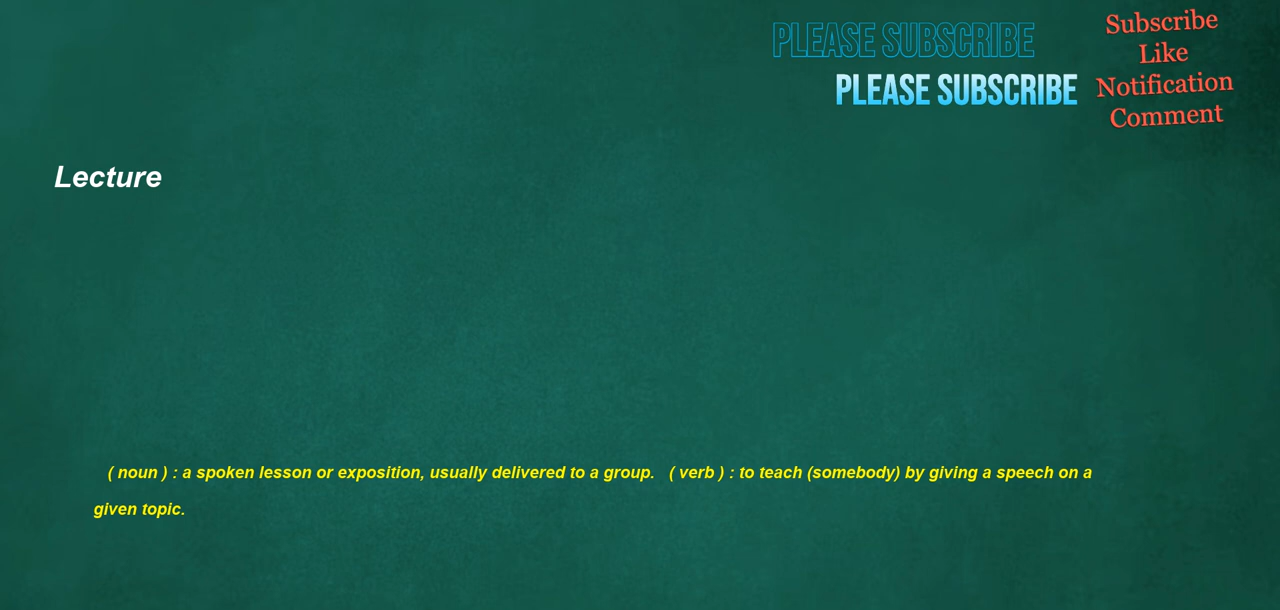 PLEASE SUBSCRIBE
PLEASE SUBSCRIBE
Subscribe
Like
Notification
Comment
Lecture
( noun ) : a spoken lesson or exposition, usually delivered to a group. ( verb ) : to teach (somebody) by giving a speech on a
given topic.